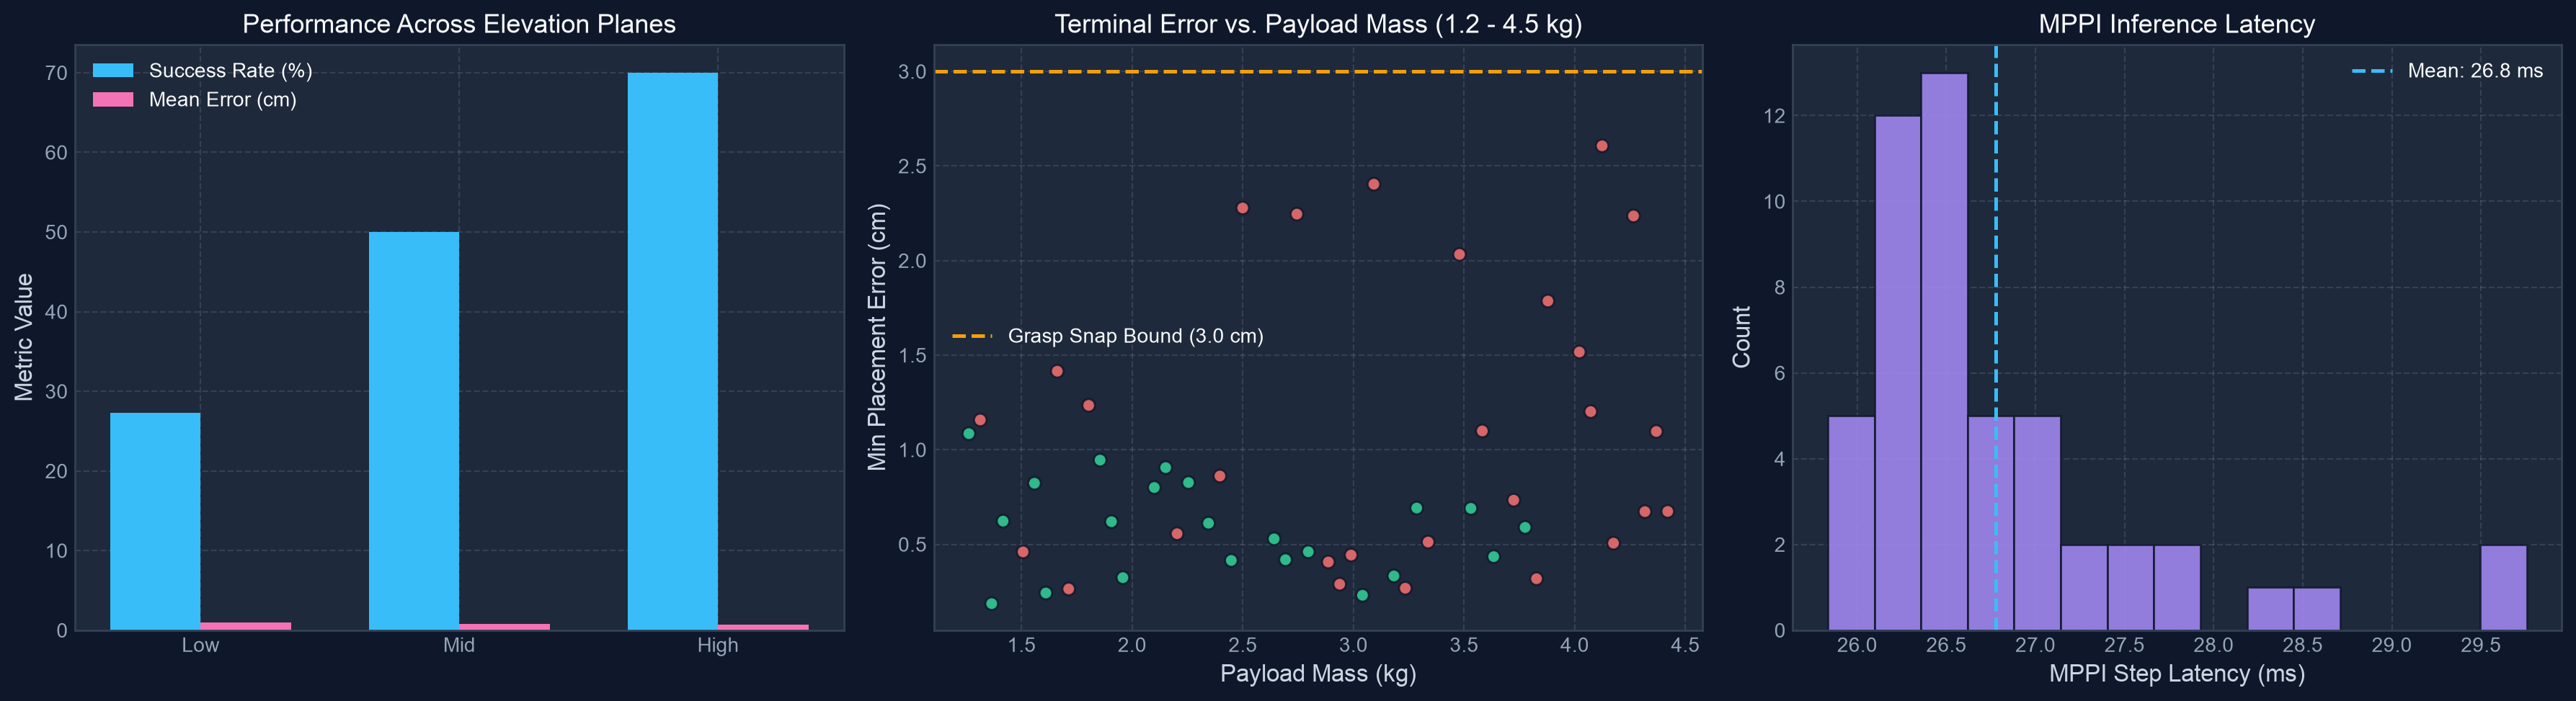 Performance Across Elevation Planes
Success Rate (%)
Mean Error (cm)
Metric Value
70
60
50
40
30
20
10
0
Low
Mid
High
Terminal Error vs. Payload Mass (1.2 - 4.5 kg)
Min Placement Error (cm)
3.0
2.5
2.0
1.5
1.0
0.5
Grasp Snap Bound (3.0 cm)
1.5
2.0
2.5
3.0
3.5
4.0
4.5
Payload Mass (kg)
MPPI Inference Latency
Mean: 26.8 ms
Count
12
10
8
6
4
2
0
26.0
26.5
27.0
27.5
28.0
28.5
29.0
29.5
MPPI Step Latency (ms)